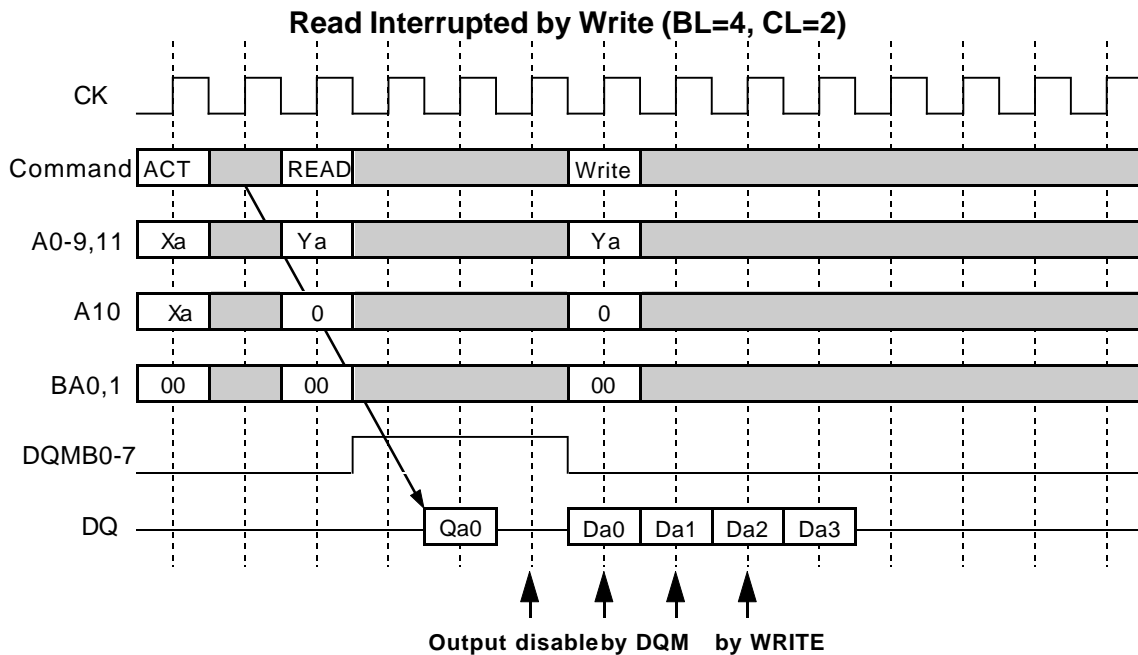 Read Interrupted by Write (BL=4, CL=2)
CK
Command ACT READ Write
A0-9,11 Xa Ya Ya
A10 Xa 0 0
BA0,1 00 00 00
DQMB0-7
DQ Qa0 Da0 Da1 Da2 Da3
Output disable by DQM by WRITE